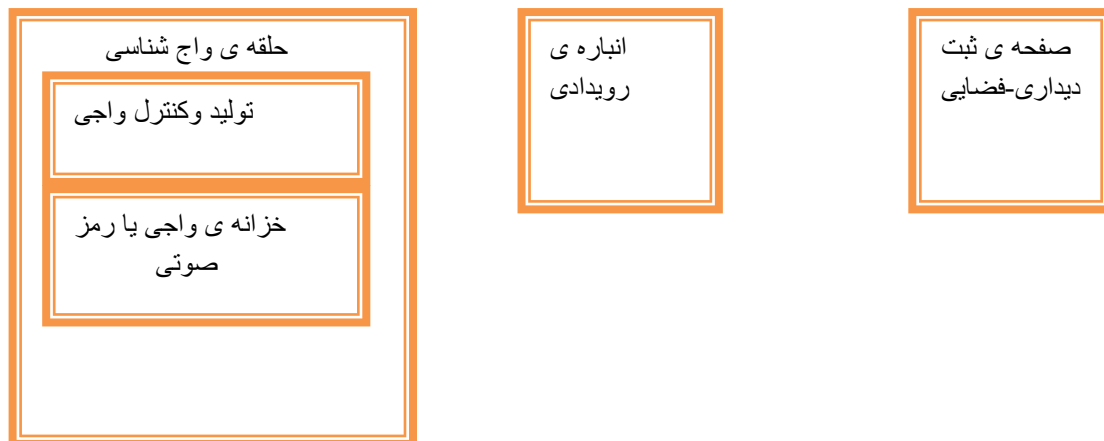 حلقه ی واج شناسی
تولید وکنترل واجی
خزانه ی واجی یا رمز
صوتی
انباره ی
رویدادی
صفحه ی ثبت
دیداری-فضایی